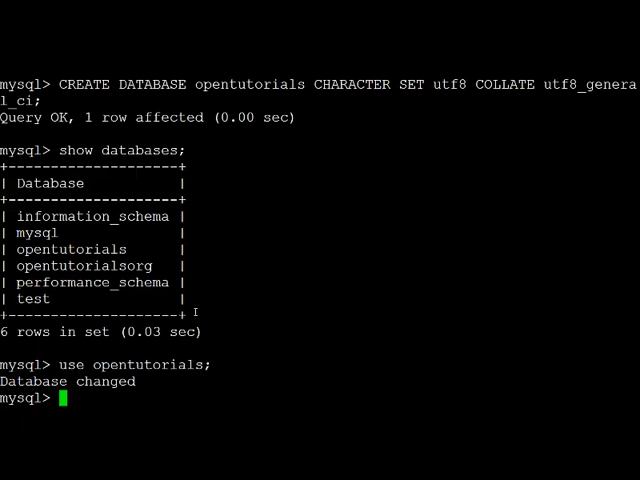 mysql> CREATE DATABASE opentutorials CHARACTER SET utf8 COLLATE utf8_genera
l_ci;
Query OK, 1 row affected (0.00 sec)
mysql> show databases;
+--------------------+
| Database           |
+--------------------+
| information_schema |
| mysql              |
| opentutorials      |
| opentutorialsorg   |
| performance_schema |
| test               |
+--------------------+
6 rows in set (0.03 sec)
mysql> use opentutorials;
Database changed
mysql>